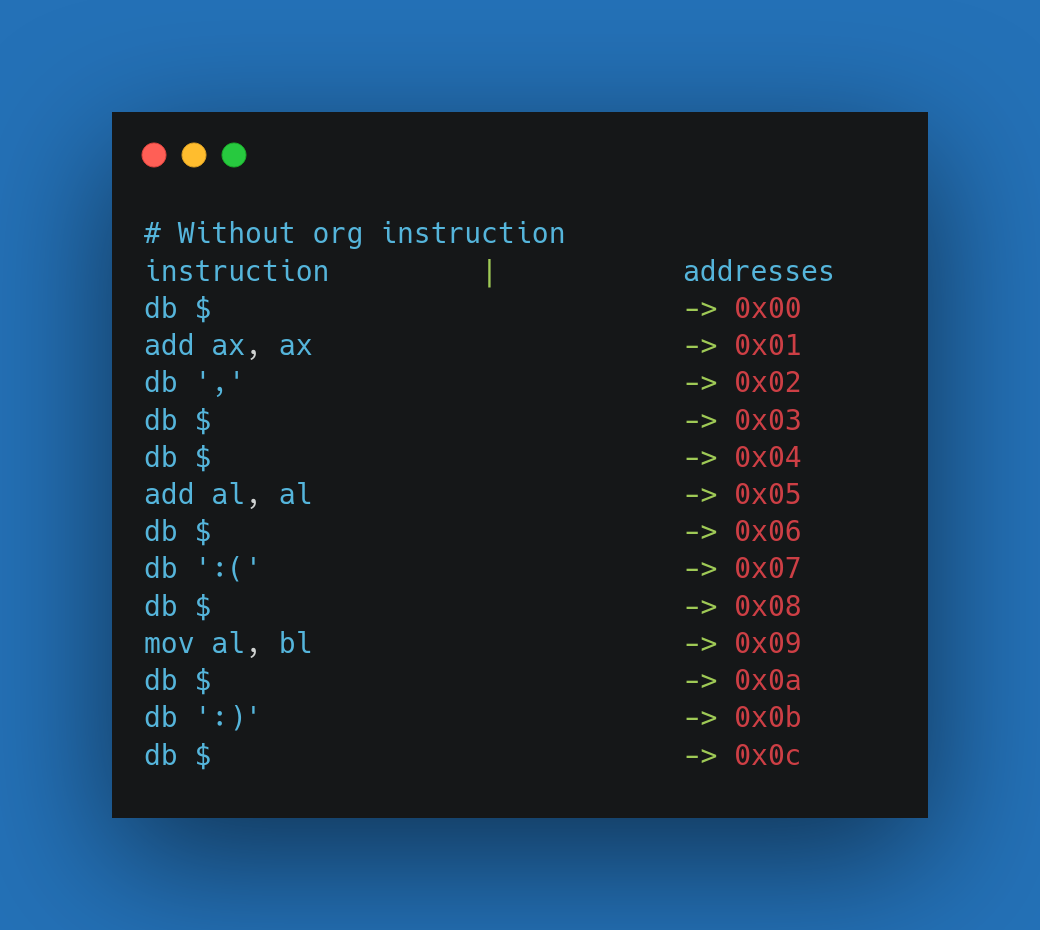 # Without org instruction
instruction | addresses
db $ -> 0x00
add ax, ax -> 0x01
db ',' -> 0x02
db $ -> 0x03
db $ -> 0x04
add al, al -> 0x05
db $ -> 0x06
db ':(' -> 0x07
db $ -> 0x08
mov al, bl -> 0x09
db $ -> 0x0a
db ':)' -> 0x0b
db $ -> 0x0c